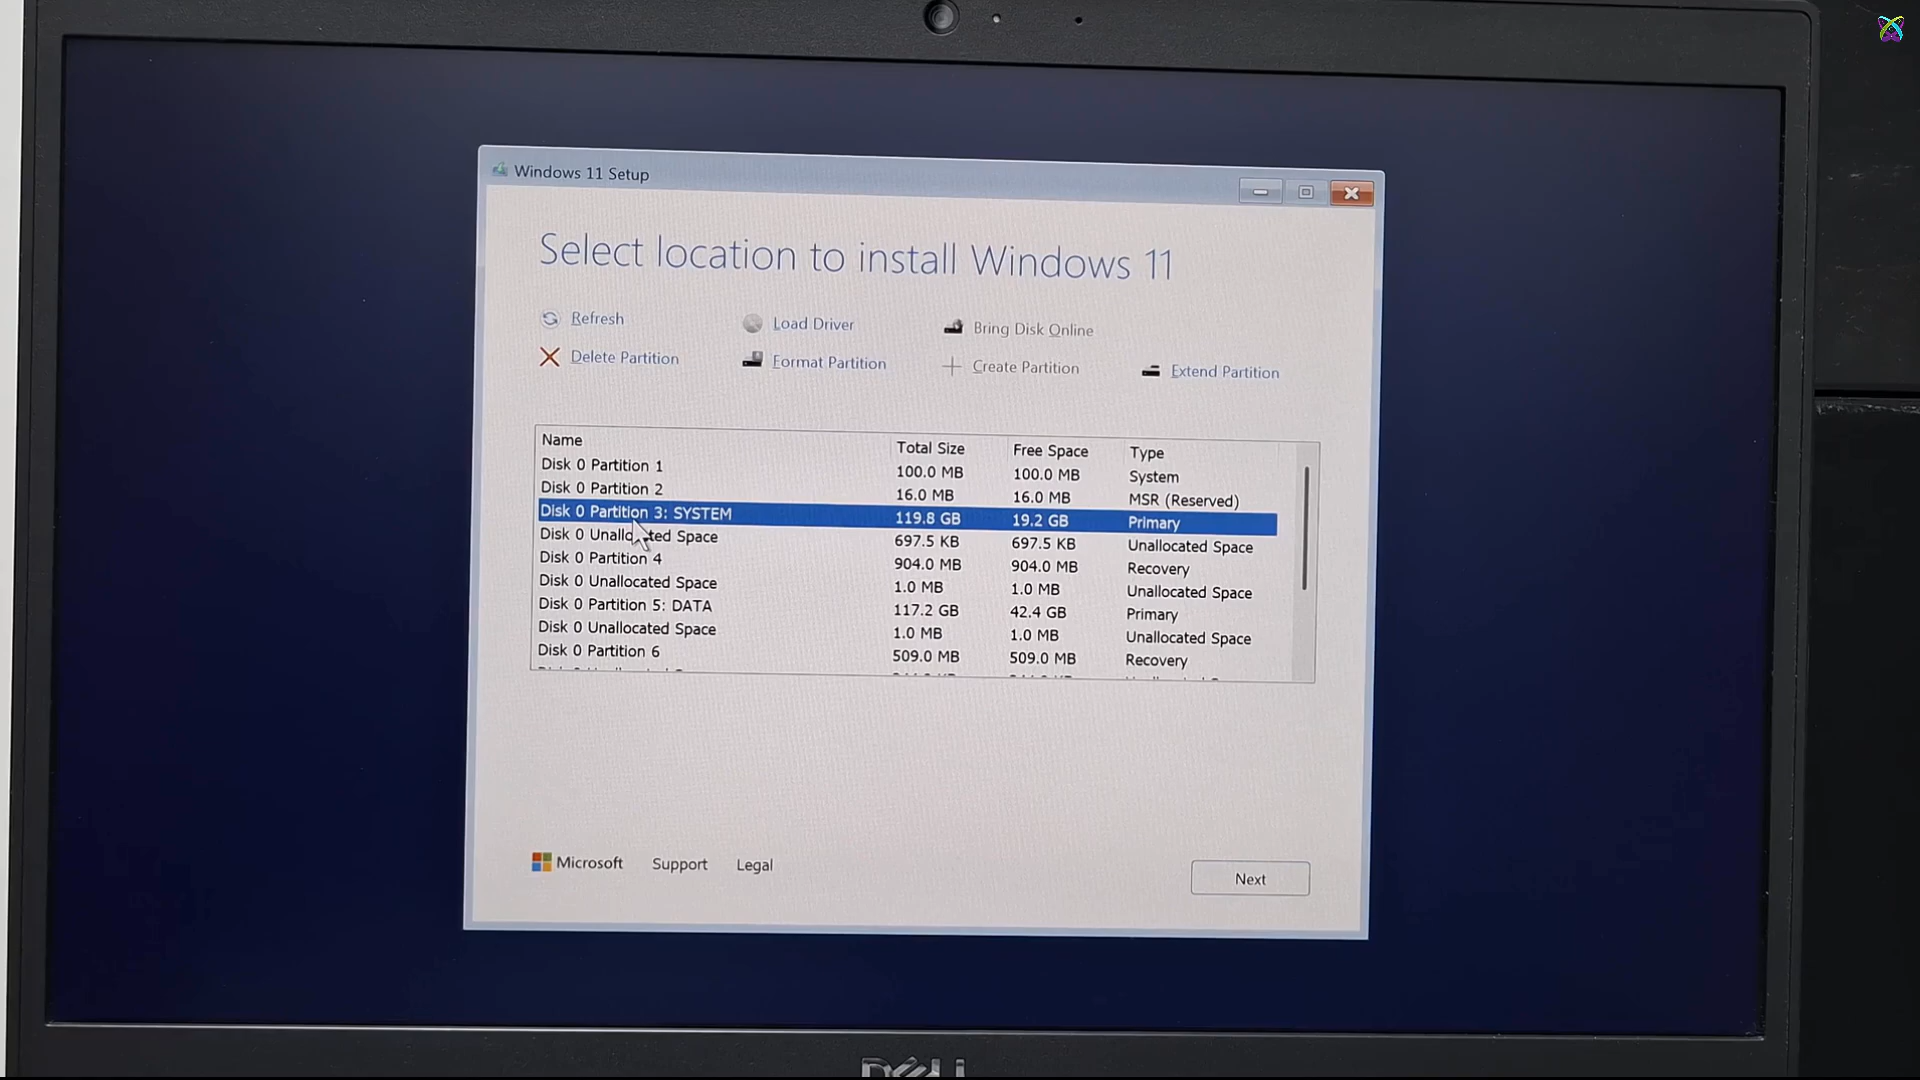 Windows 11 Setup
Select location to install Windows 11
Refresh Load Driver Bring Disk Online
Delete Partition Format Partition Create Partition Extend Partition
Name Total Size Free Space Type
Disk 0 Partition 1 100.0 MB 100.0 MB System
Disk 0 Partition 2 16.0 MB 16.0 MB MSR (Reserved)
Disk 0 Partition 3: SYSTEM 119.8 GB 19.2 GB Primary
Disk 0 Unallocated Space 697.5 KB 697.5 KB Unallocated Space
Disk 0 Partition 4 904.0 MB 904.0 MB Recovery
Disk 0 Unallocated Space 1.0 MB 1.0 MB Unallocated Space
Disk 0 Partition 5: DATA 117.2 GB 42.4 GB Primary
Disk 0 Unallocated Space 1.0 MB 1.0 MB Unallocated Space
Disk 0 Partition 6 509.0 MB 509.0 MB Recovery
Microsoft Support Legal Next
DELL